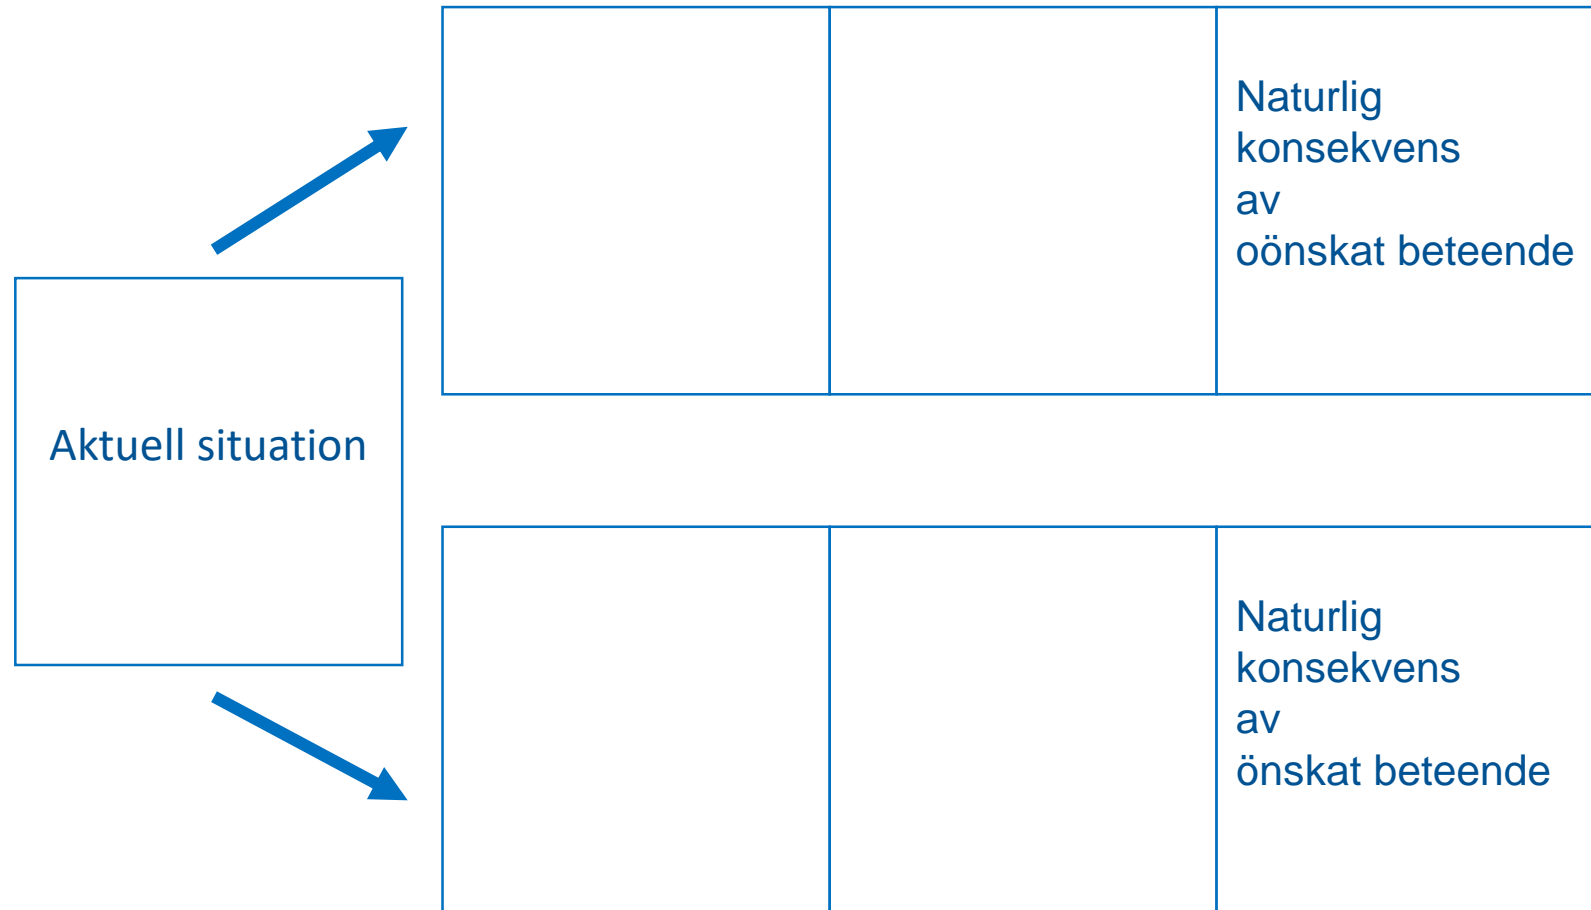 Naturlig
konsekvens
av
oönskat beteende
Aktuell situation
Naturlig
konsekvens
av
önskat beteende